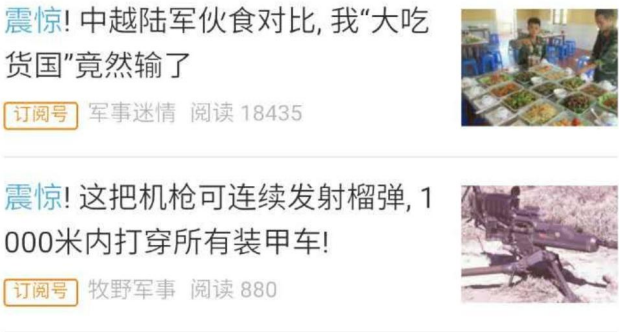 震惊! 中越陆军伙食对比, 我“大吃
货国”竟然输了
订阅号 军事迷情 阅读 18435
震惊! 这把机枪可连续发射榴弹, 1
000米内打穿所有装甲车!
订阅号 牧野军事 阅读 880